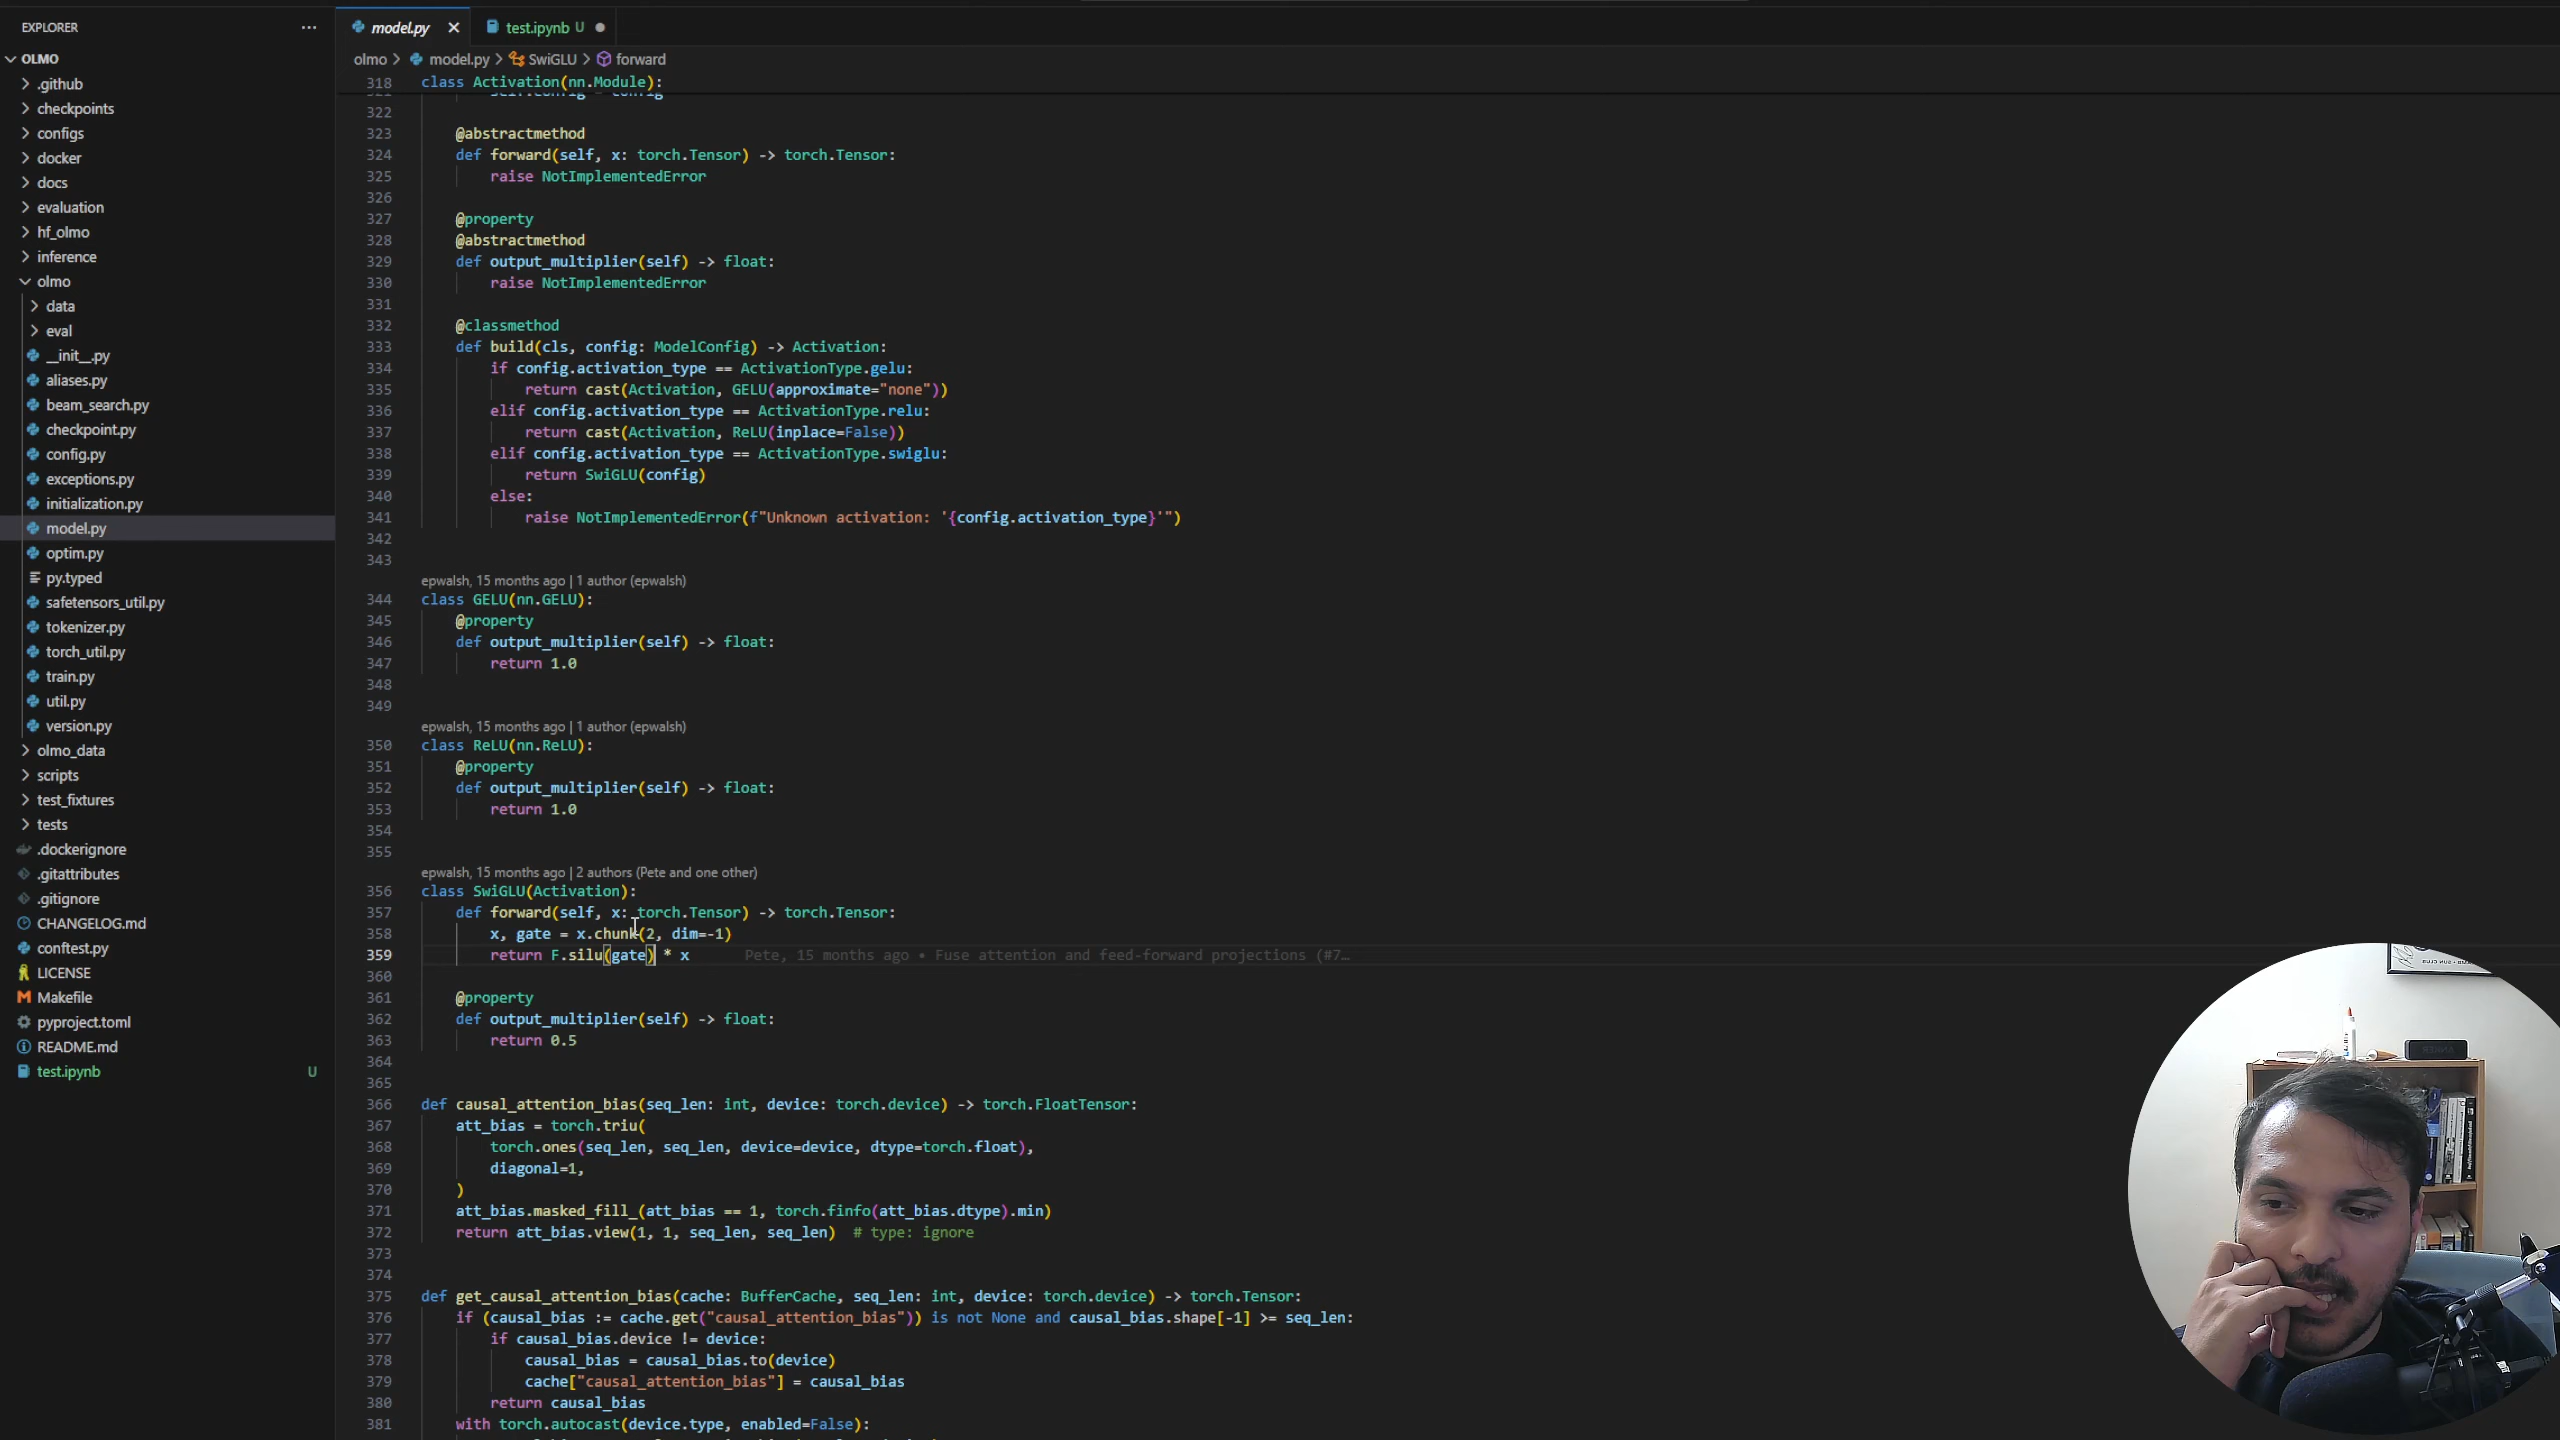 EXPLORER
OLMO
.github
checkpoints
configs
docker
docs
evaluation
hf_olmo
inference
olmo
data
eval
__init__.py
aliases.py
beam_search.py
checkpoint.py
config.py
exceptions.py
initialization.py
model.py
optim.py
py.typed
safetensors_util.py
tokenizer.py
torch_util.py
train.py
util.py
version.py
olmo_data
scripts
test_fixtures
tests
.dockerignore
.gitattributes
.gitignore
CHANGELOG.md
conftest.py
LICENSE
Makefile
pyproject.toml
README.md
test.ipynb U
model.py test.ipynb U
olmo > model.py > SwiGLU > forward
318 class Activation(nn.Module):
321 self.config = config
322
323 @abstractmethod
324 def forward(self, x: torch.Tensor) -> torch.Tensor:
325 raise NotImplementedError
326
327 @property
328 @abstractmethod
329 def output_multiplier(self) -> float:
330 raise NotImplementedError
331
332 @classmethod
333 def build(cls, config: ModelConfig) -> Activation:
334 if config.activation_type == ActivationType.gelu:
335 return cast(Activation, GELU(approximate="none"))
336 elif config.activation_type == ActivationType.relu:
337 return cast(Activation, ReLU(inplace=False))
338 elif config.activation_type == ActivationType.swiglu:
339 return SwiGLU(config)
340 else:
341 raise NotImplementedError(f"Unknown activation: '{config.activation_type}'")
342
343
epwalsh, 15 months ago | 1 author (epwalsh)
344 class GELU(nn.GELU):
345 @property
346 def output_multiplier(self) -> float:
347 return 1.0
348
349
epwalsh, 15 months ago | 1 author (epwalsh)
350 class ReLU(nn.ReLU):
351 @property
352 def output_multiplier(self) -> float:
353 return 1.0
354
355
epwalsh, 15 months ago | 2 authors (Pete and one other)
356 class SwiGLU(Activation):
357 def forward(self, x: torch.Tensor) -> torch.Tensor:
358 x, gate = x.chunk(2, dim=-1)
359 return F.silu(gate) * x Pete, 15 months ago • Fuse attention and feed-forward projections (#7…
360
361 @property
362 def output_multiplier(self) -> float:
363 return 0.5
364
365
366 def causal_attention_bias(seq_len: int, device: torch.device) -> torch.FloatTensor:
367 att_bias = torch.triu(
368 torch.ones(seq_len, seq_len, device=device, dtype=torch.float),
369 diagonal=1,
370 )
371 att_bias.masked_fill_(att_bias == 1, torch.finfo(att_bias.dtype).min)
372 return att_bias.view(1, 1, seq_len, seq_len) # type: ignore
373
374
375 def get_causal_attention_bias(cache: BufferCache, seq_len: int, device: torch.device) -> torch.Tensor:
376 if (causal_bias := cache.get("causal_attention_bias")) is not None and causal_bias.shape[-1] >= seq_len:
377 if causal_bias.device != device:
378 causal_bias = causal_bias.to(device)
379 cache["causal_attention_bias"] = causal_bias
380 return causal_bias
381 with torch.autocast(device.type, enabled=False):